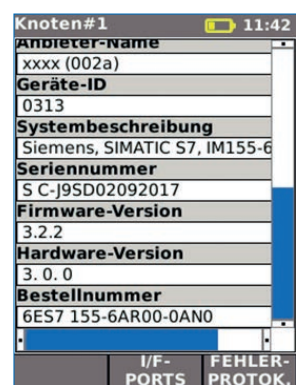 Knoten#1 11:42
Anbieter-Name
xxxx (002a)
Geräte-ID
0313
Systembeschreibung
Siemens, SIMATIC S7, IM155-6
Seriennummer
S C-J9SD02092017
Firmware-Version
3.2.2
Hardware-Version
3. 0. 0
Bestellnummer
6ES7 155-6AR00-0AN0
I/F-
PORTS
FEHLER-
PROTOK.